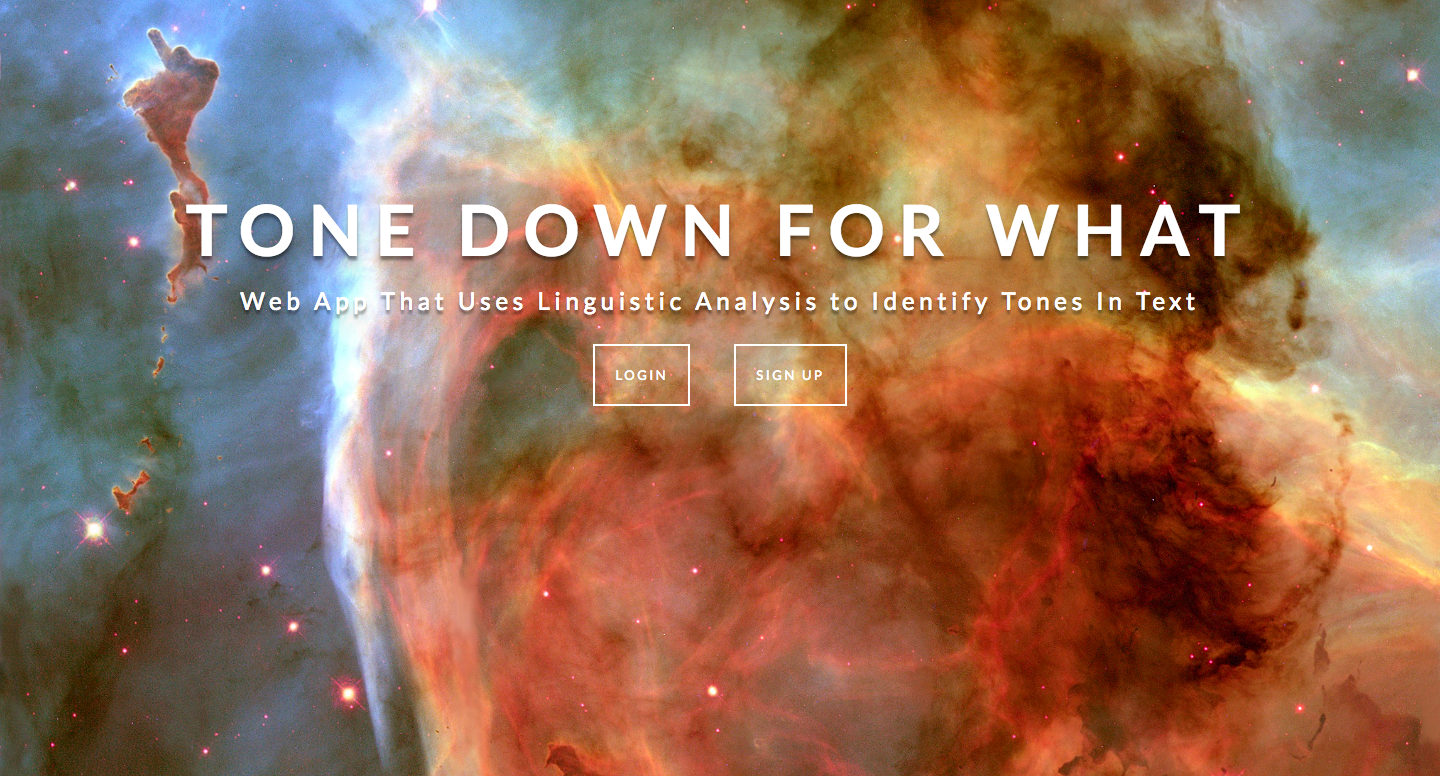 TONE DOWN FOR WHAT
Web App That Uses Linguistic Analysis to Identify Tones In Text
LOGIN SIGN UP